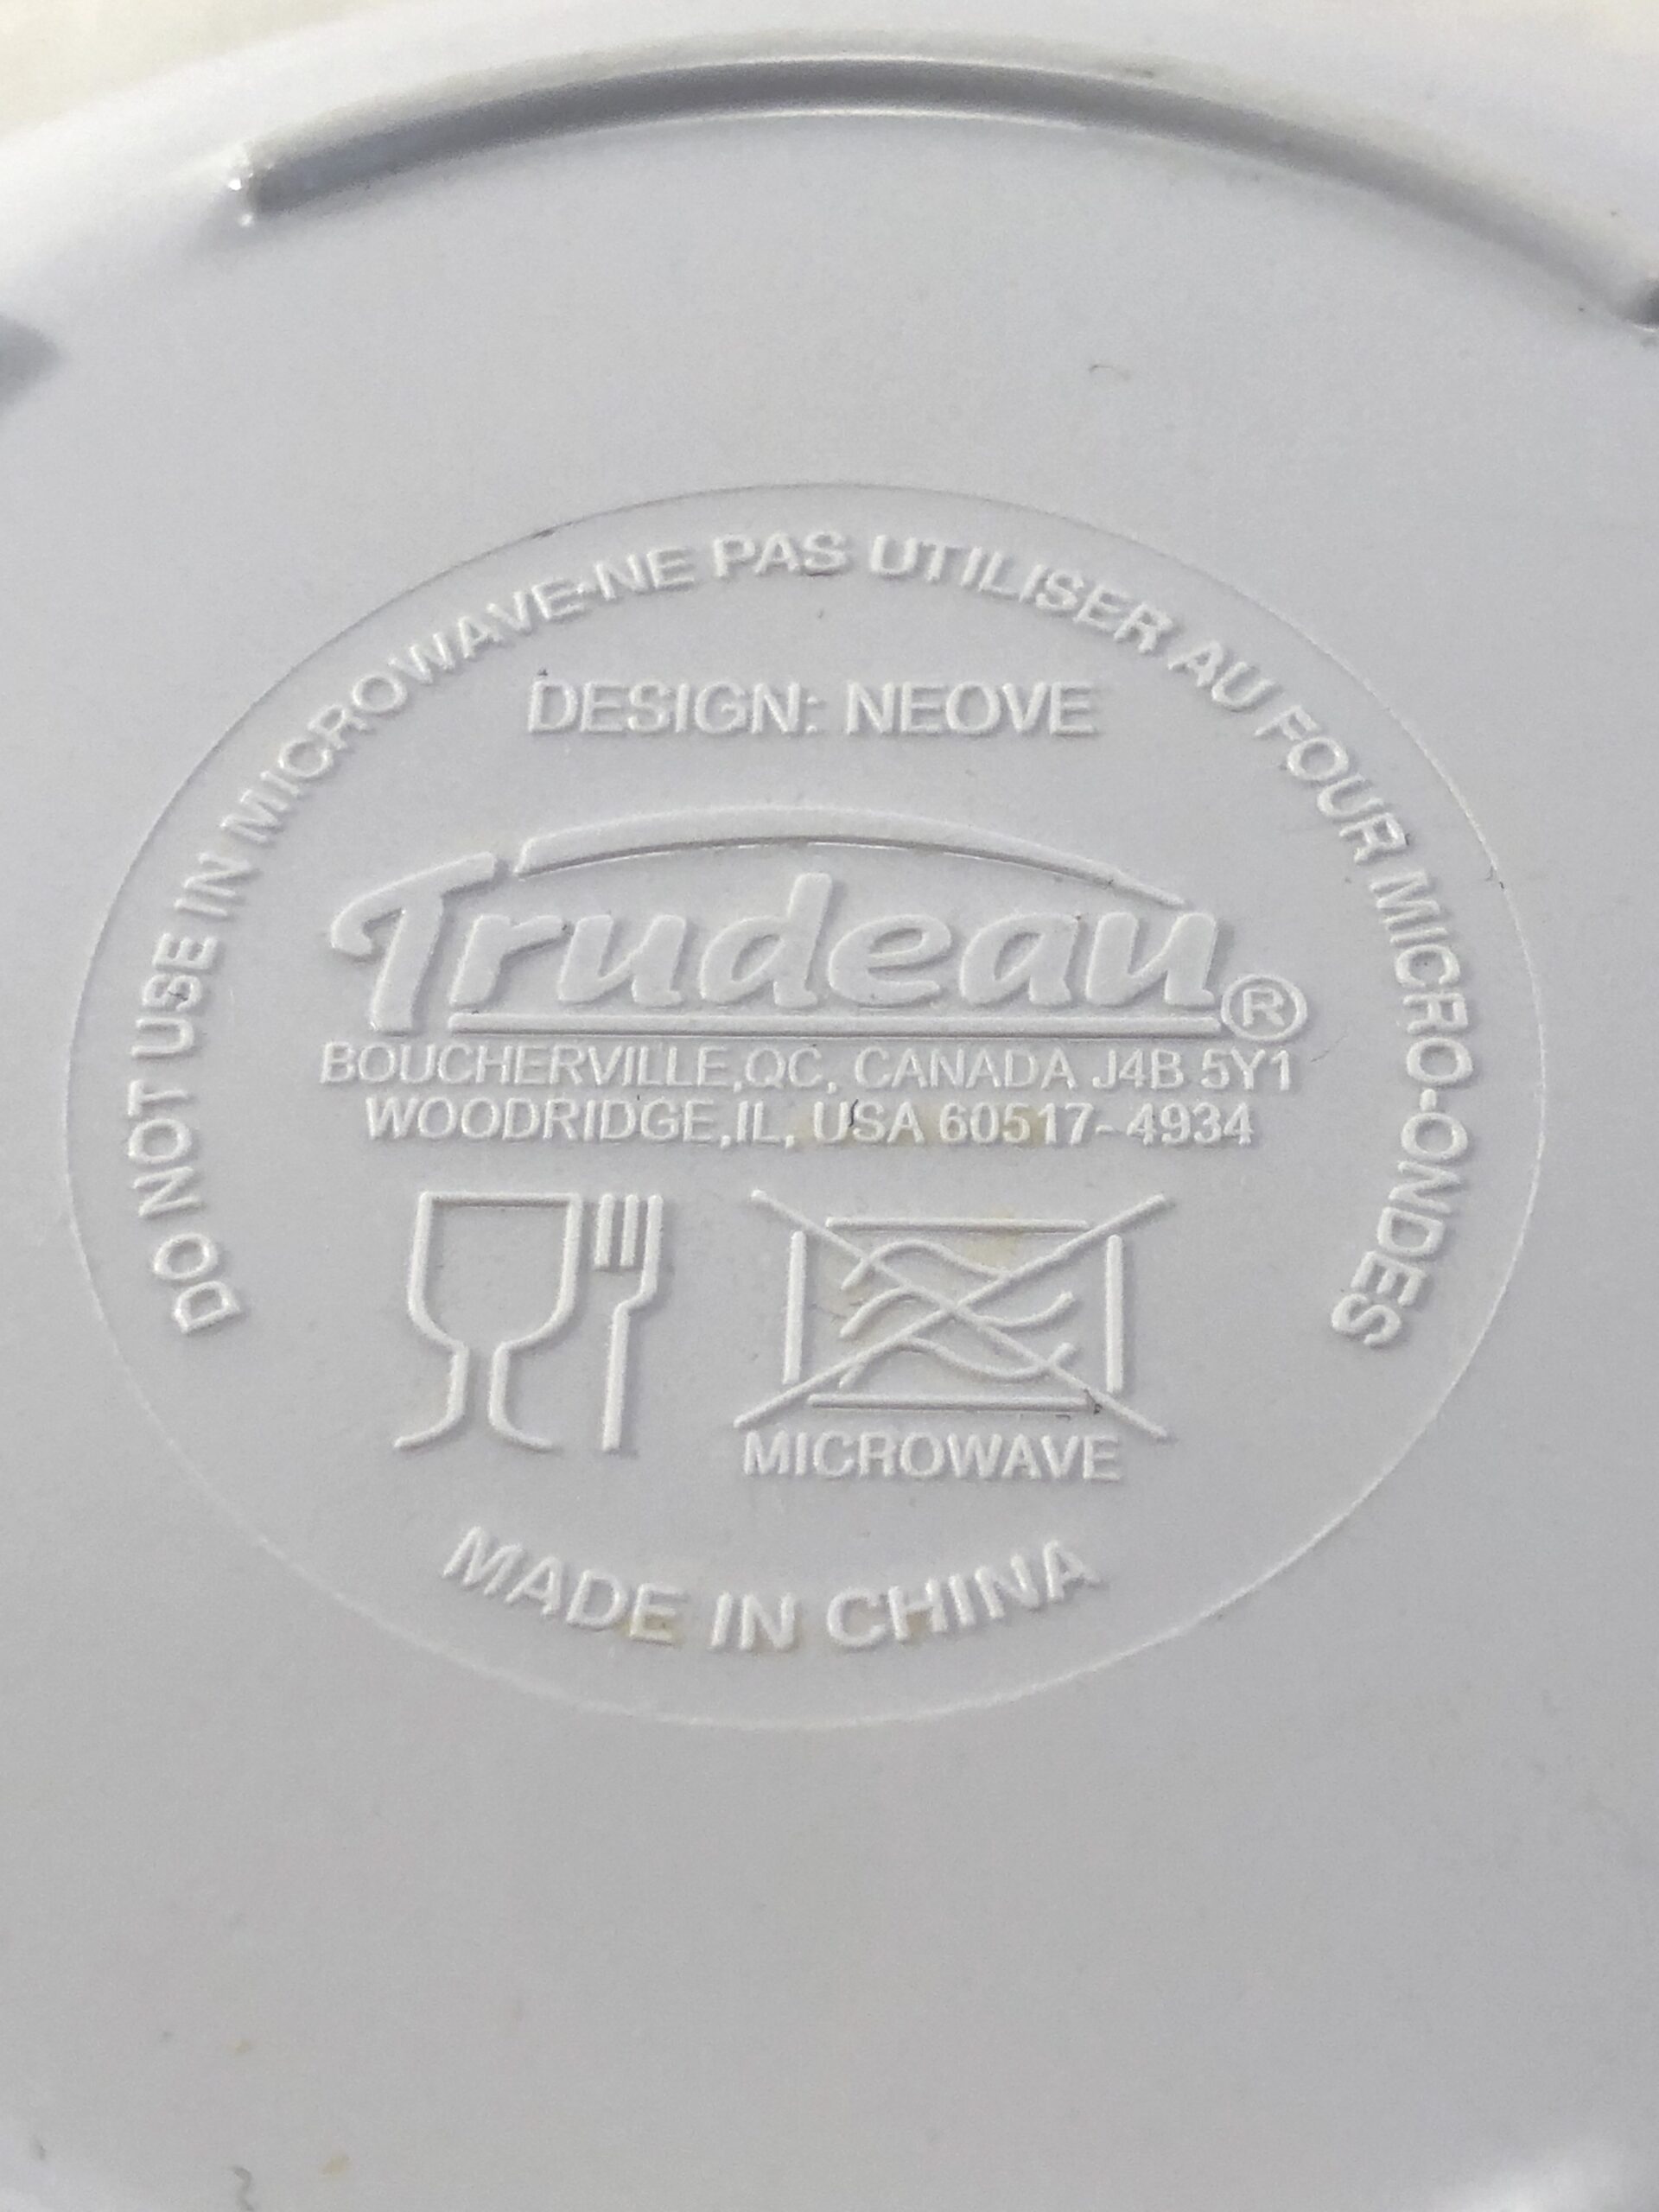 DO NOT USE IN MICROWAVE·NE PAS UTILISER AU FOUR MICRO-ONDES
DESIGN: NEOVE
Trudeau®
BOUCHERVILLE,QC, CANADA J4B 5Y1
WOODRIDGE,IL, USA 60517-4934
MICROWAVE
MADE IN CHINA